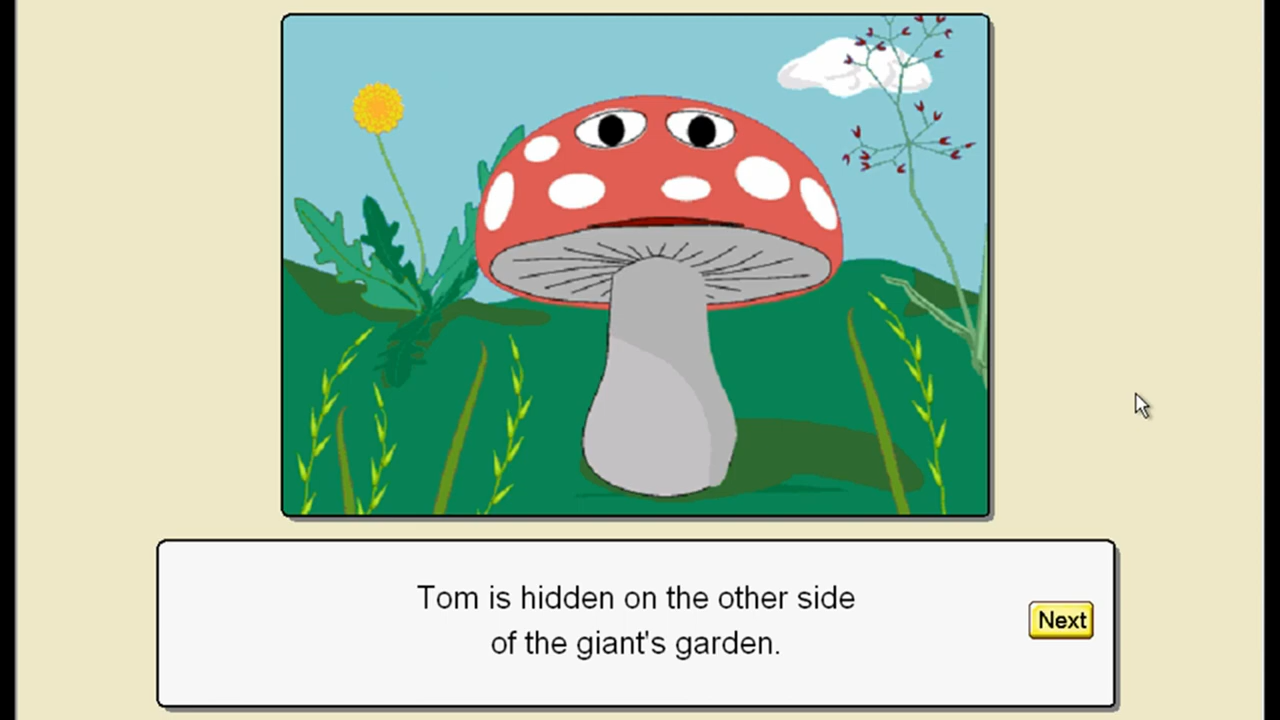 Tom is hidden on the other side
of the giant's garden.
Next